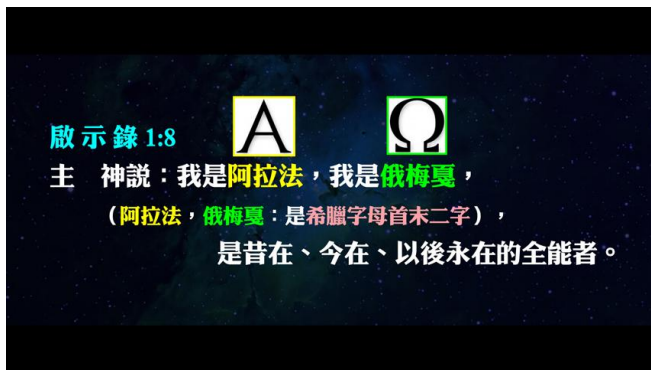 Α Ω
啟示錄 1:8
主　神説：我是阿拉法，我是俄梅戛，
（阿拉法，俄梅戛：是希臘字母首末二字），
是昔在、今在、以後永在的全能者。